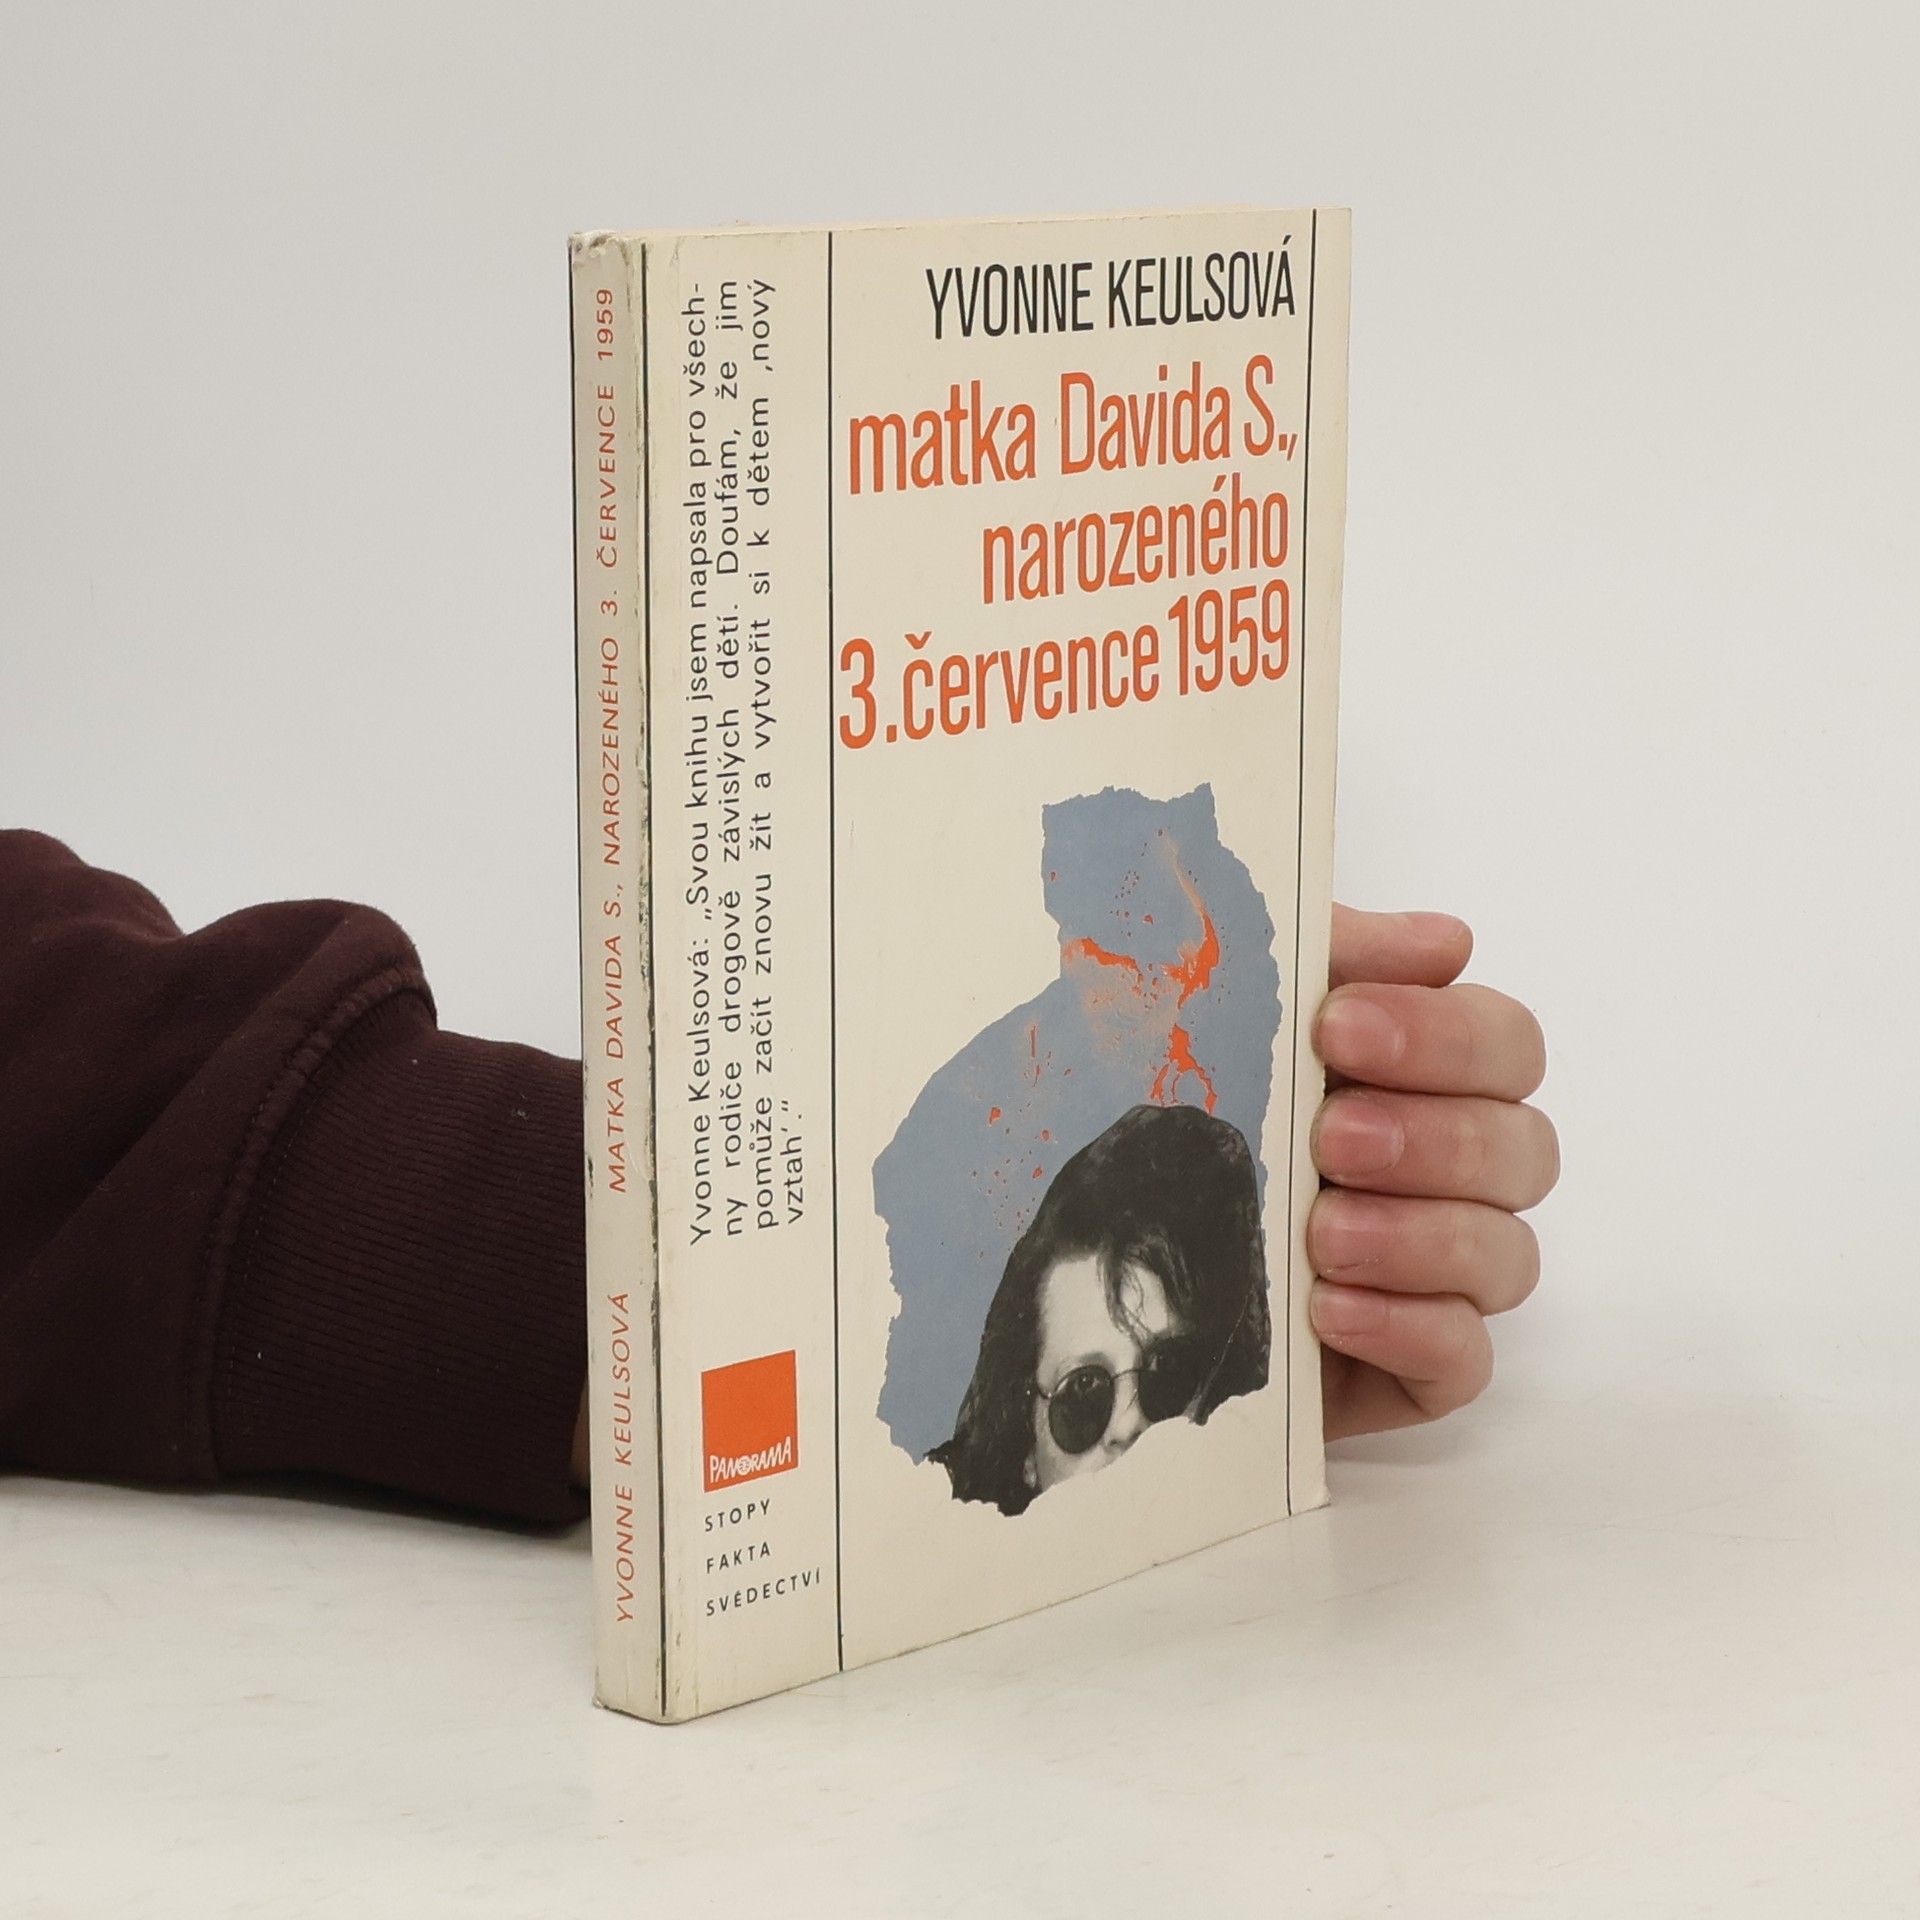 YVONNE KEULSOVÁ
matka Davida S.,
narozeného
3. července 1959
Yvonne Keulsová: „Svou knihu jsem napsala pro všech-
ny rodiče drogově závislých dětí. Doufám, že jim
pomůže začít znovu žít a vytvořit si k dětem ‚nový
vztah‘.“
PANORAMA
STOPY
FAKTA
SVĚDECTVÍ
YVONNE KEULSOVÁ MATKA DAVIDA S., NAROZENÉHO 3. ČERVENCE 1959